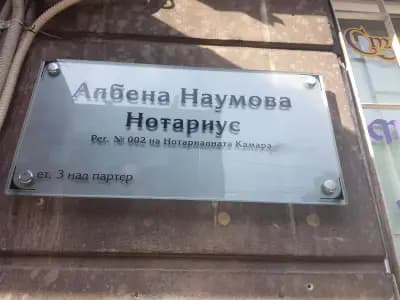 Албена Наумова
Нотариус
Рег. № 002 на Нотариалната Камара
ет. 3 над партер